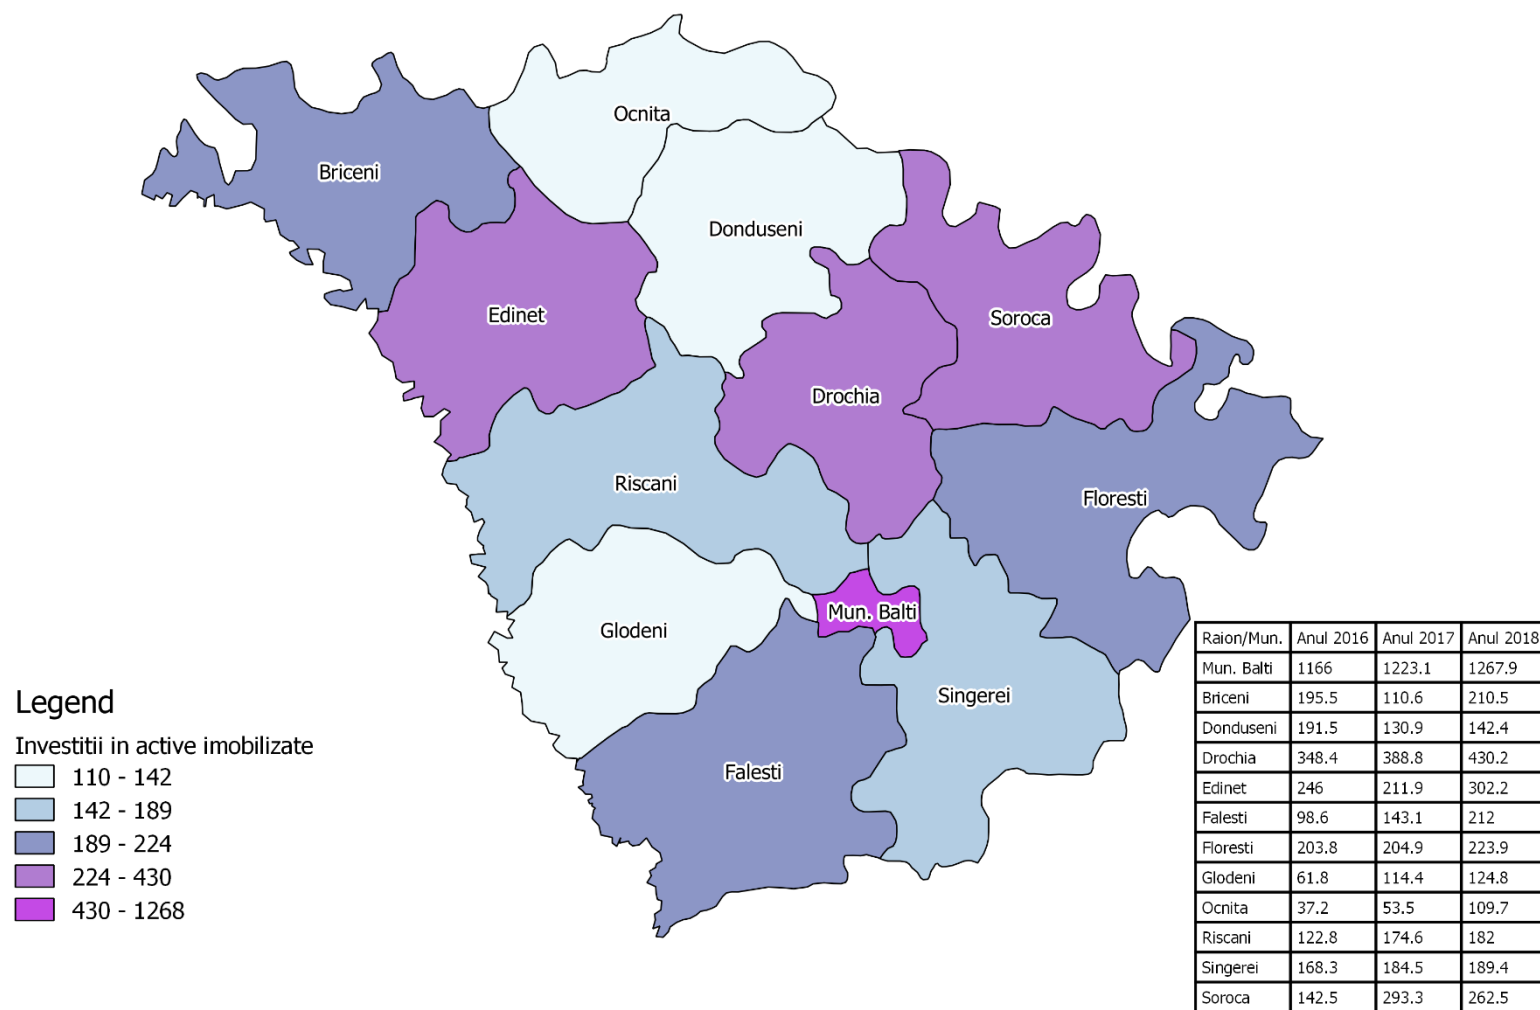 Ocnita
Briceni
Donduseni
Edinet
Soroca
Drochia
Riscani
Floresti
Glodeni
Mun. Balti
Singerei
Falesti
Legend
Investitii in active imobilizate
110 - 142
142 - 189
189 - 224
224 - 430
430 - 1268
Raion/Mun. Anul 2016 Anul 2017 Anul 2018
Mun. Balti 1166 1223.1 1267.9
Briceni 195.5 110.6 210.5
Donduseni 191.5 130.9 142.4
Drochia 348.4 388.8 430.2
Edinet 246 211.9 302.2
Falesti 98.6 143.1 212
Floresti 203.8 204.9 223.9
Glodeni 61.8 114.4 124.8
Ocnita 37.2 53.5 109.7
Riscani 122.8 174.6 182
Singerei 168.3 184.5 189.4
Soroca 142.5 293.3 262.5